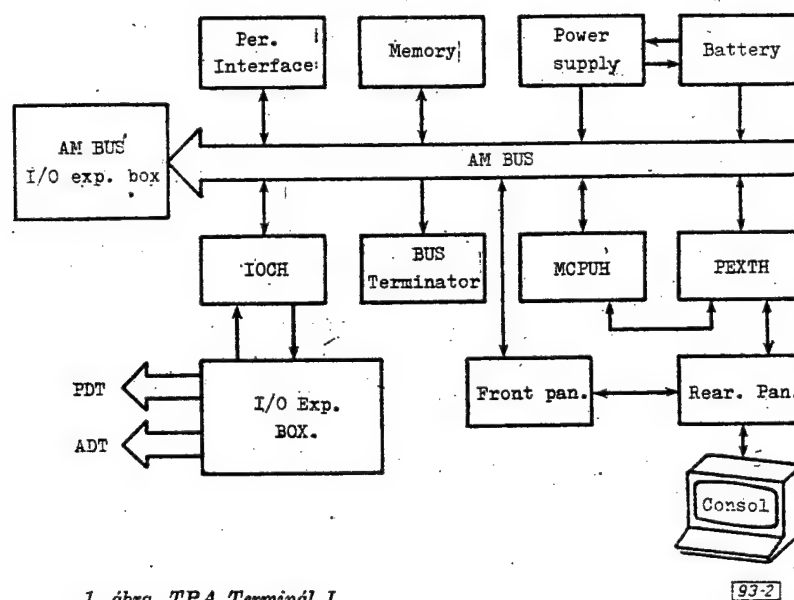 Per.
Interface
Memory
Power
supply
Battery
AM BUS
I/O exp. box
AM BUS
IOCH
BUS
Terminator
MCPUH
PEXTH
PDT
ADT
I/O Exp.
BOX.
Front pan.
Rear. Pan.
Consol
1. ábra. TPA Terminál I.
93-2